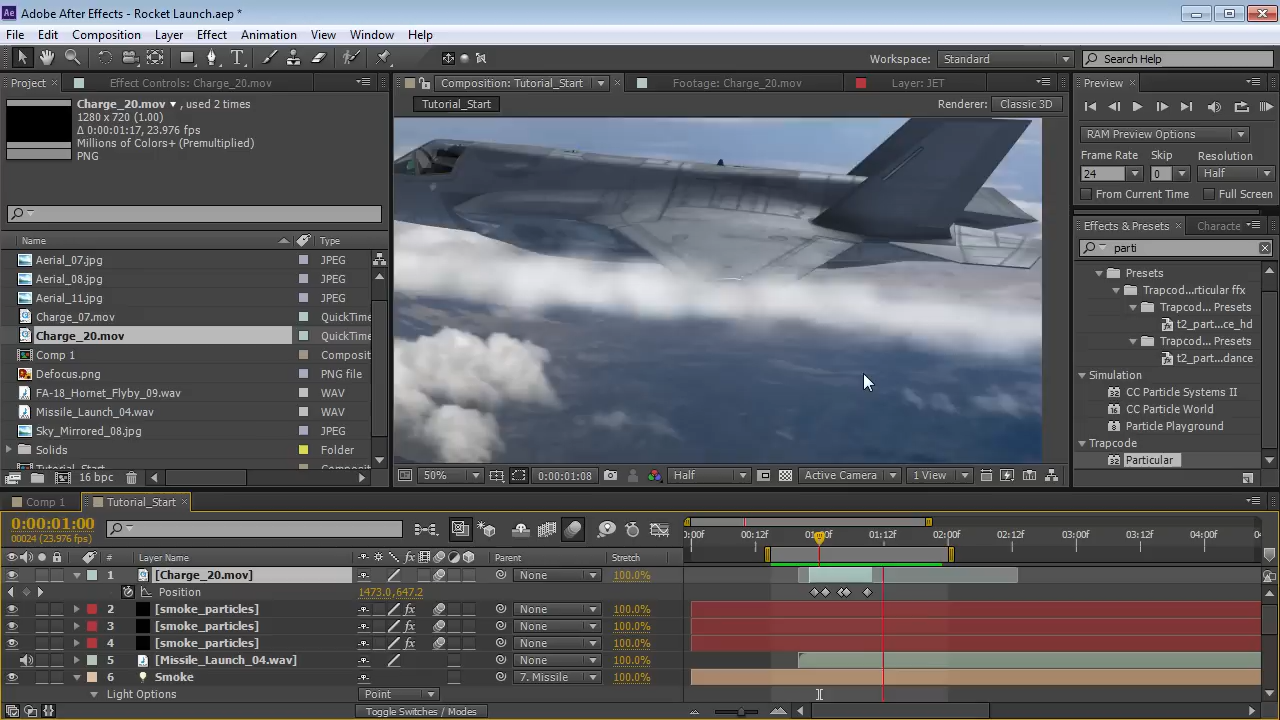 Adobe After Effects - Rocket Launch.aep *
File Edit Composition Layer Effect Animation View Window Help
Workspace: Standard Search Help
Project Effect Controls: Charge_20.mov Composition: Tutorial_Start Footage: Charge_20.mov Layer: JET Preview
Charge_20.mov , used 2 times
1280 x 720 (1.00)
Δ 0:00:01:17, 23.976 fps
Millions of Colors+ (Premultiplied)
PNG
Tutorial_Start Renderer: Classic 3D
RAM Preview Options
Frame Rate Skip Resolution
24 0 Half
From Current Time Full Screen
Effects & Presets Characte
parti
Name Type
Aerial_07.jpg JPEG
Aerial_08.jpg JPEG
Aerial_11.jpg JPEG
Charge_07.mov QuickTime
Charge_20.mov QuickTime
Comp 1 Composit
Defocus.png PNG file
FA-18_Hornet_Flyby_09.wav WAV
Missile_Launch_04.wav WAV
Sky_Mirrored_08.jpg JPEG
Solids Folder
Tutorial_Start Composit
16 bpc
Presets
Trapcod...rticular ffx
Trapcod... Presets
t2_part...ce_hd
Trapcod... Presets
t2_part...dance
Simulation
CC Particle Systems II
CC Particle World
Particle Playground
Trapcode
Particular
50% 0:00:01:08 Half Active Camera 1 View
Comp 1 Tutorial_Start
0:00:01:00
00024 (23.976 fps)
0:00f 00:12f 01:00f 01:12f 02:00f 02:12f 03:00f 03:12f 04:00f 04
# Layer Name Parent Stretch
1 [Charge_20.mov] None 100.0%
Position 1473.0,647.2
2 [smoke_particles] fx None 100.0%
3 [smoke_particles] fx None 100.0%
4 [smoke_particles] fx None 100.0%
5 [Missile_Launch_04.wav] None 100.0%
6 Smoke 7. Missile 100.0%
Light Options Point
Toggle Switches / Modes